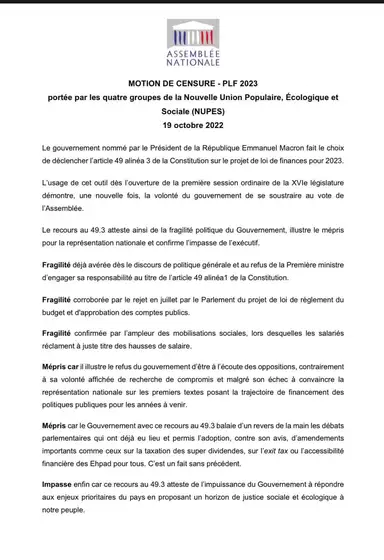 ASSEMBLÉE
NATIONALE
MOTION DE CENSURE - PLF 2023
portée par les quatre groupes de la Nouvelle Union Populaire, Écologique et
Sociale (NUPES)
19 octobre 2022
Le gouvernement nommé par le Président de la République Emmanuel Macron fait le choix
de déclencher l'article 49 alinéa 3 de la Constitution sur le projet de loi de finances pour 2023.
L'usage de cet outil dès l'ouverture de la première session ordinaire de la XVIe législature
démontre, une nouvelle fois, la volonté du gouvernement de se soustraire au vote de
l'Assemblée.
Le recours au 49.3 atteste ainsi de la fragilité politique du Gouvernement, illustre le mépris
pour la représentation nationale et confirme l'impasse de l'exécutif.
Fragilité déjà avérée dès le discours de politique générale et au refus de la Première ministre
d'engager sa responsabilité au titre de l'article 49 alinéa1 de la Constitution.
Fragilité corroborée par le rejet en juillet par le Parlement du projet de loi de règlement du
budget et d'approbation des comptes publics.
Fragilité confirmée par l'ampleur des mobilisations sociales, lors desquelles les salariés
réclament à juste titre des hausses de salaire.
Mépris car il illustre le refus du gouvernement d'être à l'écoute des oppositions, contrairement
à sa volonté affichée de recherche de compromis et malgré son échec à convaincre la
représentation nationale sur les premiers textes posant la trajectoire de financement des
politiques publiques pour les années à venir.
Mépris car le Gouvernement avec ce recours au 49.3 balaie d'un revers de la main les débats
parlementaires qui ont déjà eu lieu et permis l'adoption, contre son avis, d'amendements
importants comme ceux sur la taxation des super dividendes, sur l'exit tax ou l'accessibilité
financière des Ehpad pour tous. C'est un fait sans précédent.
Impasse enfin car ce recours au 49.3 atteste de l'impuissance du Gouvernement à répondre
aux enjeux prioritaires du pays en proposant un horizon de justice sociale et écologique à
notre peuple.